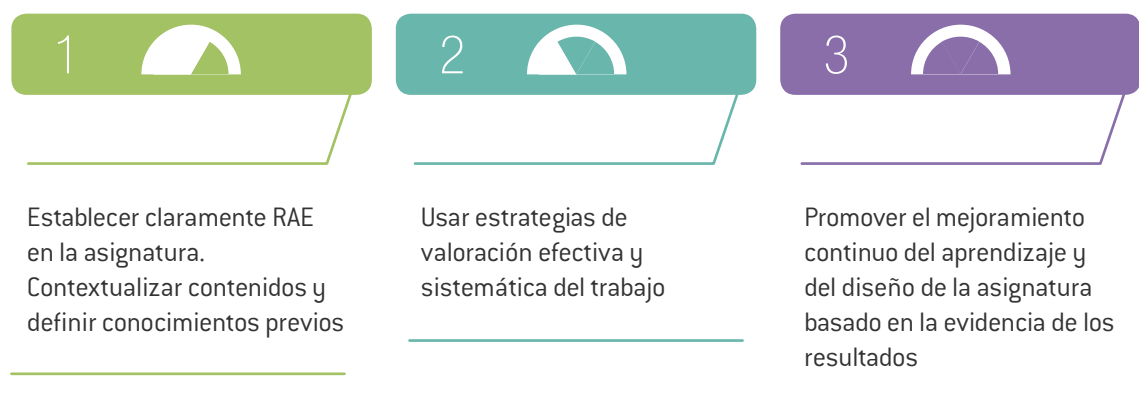 1
Establecer claramente RAE
en la asignatura.
Contextualizar contenidos y
definir conocimientos previos
2
Usar estrategias de
valoración efectiva y
sistemática del trabajo
3
Promover el mejoramiento
continuo del aprendizaje y
del diseño de la asignatura
basado en la evidencia de los
resultados